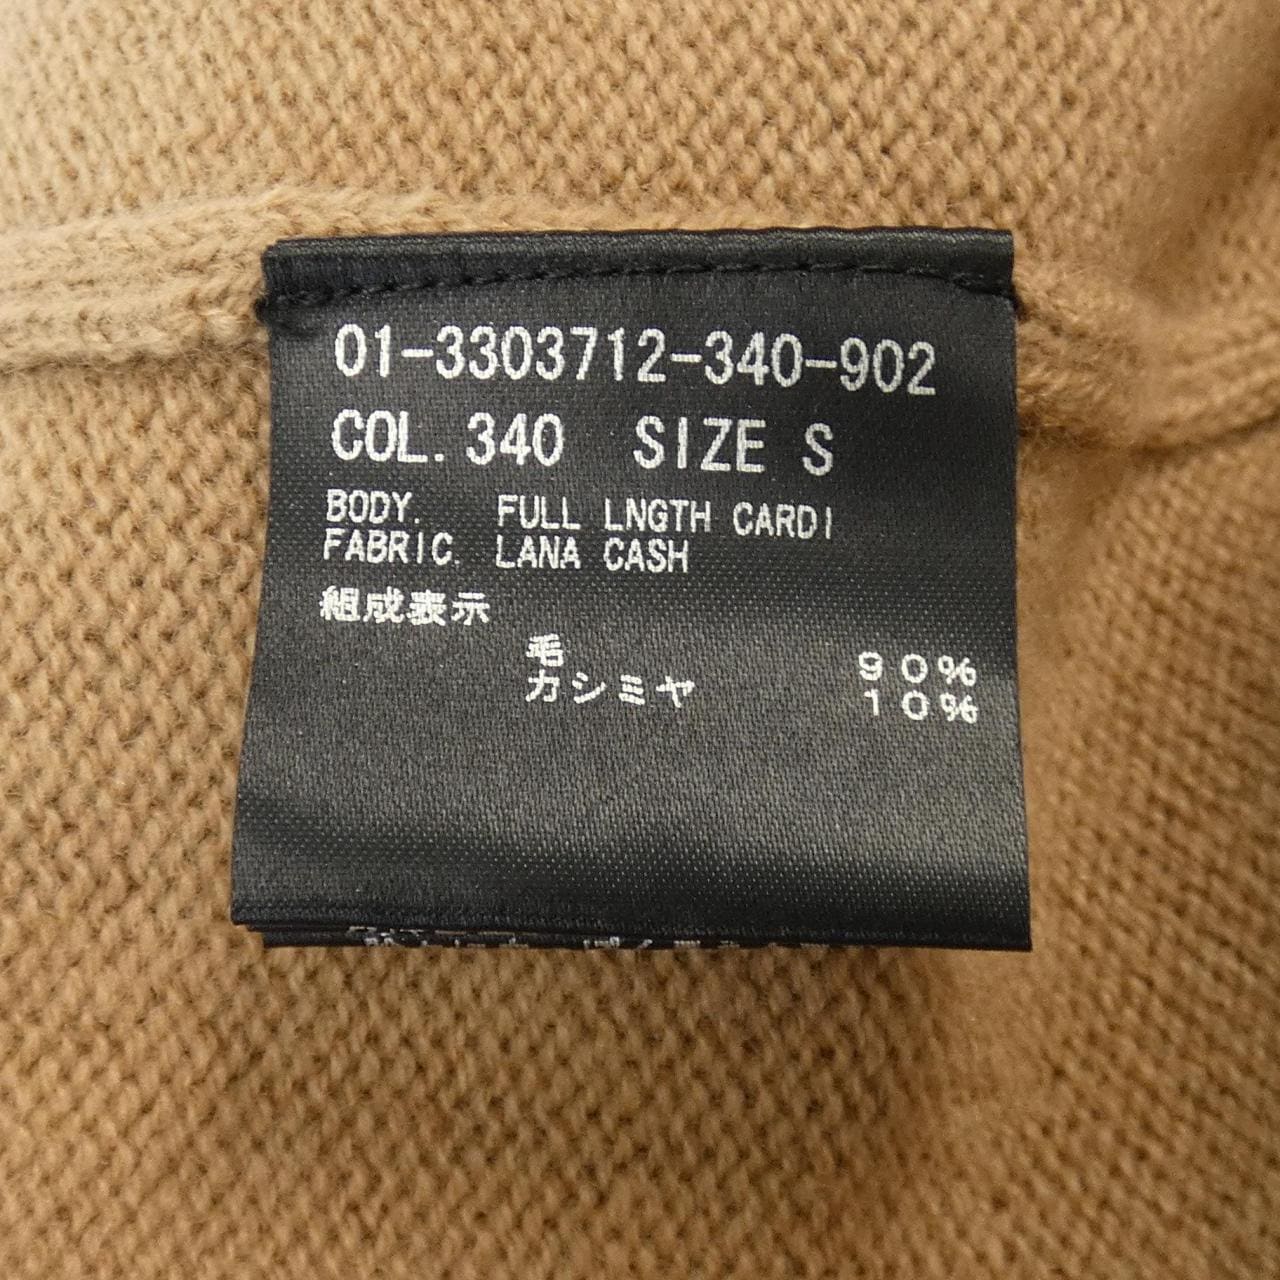 01-3303712-340-902
COL. 340 SIZE S
BODY. FULL LNGTH CARDI
FABRIC. LANA CASH
組成表示
毛 90%
カシミヤ 10%